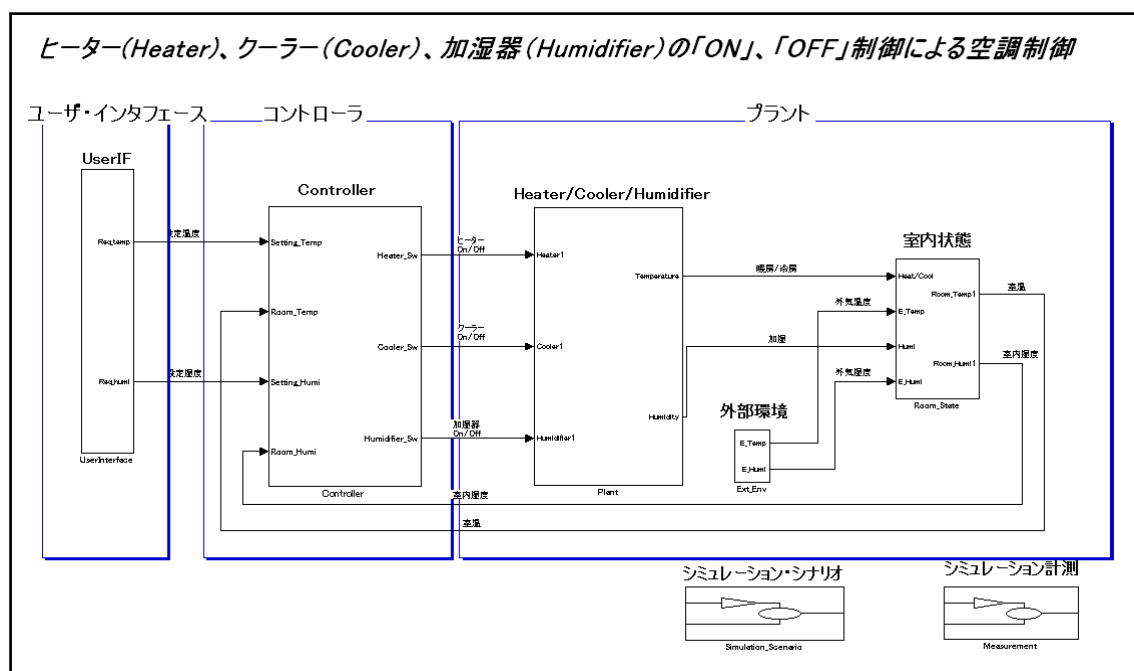 ヒーター(Heater)、クーラー(Cooler)、加湿器(Humidifier)の「ON」、「OFF」制御による空調制御
ユーザ・インタフェース
コントローラ
プラント
UserIF
Req_temp
Req_humi
UserInterface
設定温度
設定湿度
Controller
Setting_Temp
Room_Temp
Setting_Humi
Room_Humi
Heater_Sw
Cooler_Sw
Humidifier_Sw
Controller
ヒーター
On/Off
クーラー
On/Off
加湿器
On/Off
Heater/Cooler/Humidifier
Heater1
Cooler1
Humidifier1
Temperature
Humidity
Plant
暖房/冷房
外気温度
加湿
外気湿度
外部環境
E_Temp
E_Humi
Ext_Env
室内状態
Heat/Cool
E_Temp
Humi
E_Humi
Room_Temp1
Room_Humi1
Room_State
室温
室内湿度
室内湿度
室温
シミュレーション・シナリオ
Simulation_Scenario
シミュレーション計測
Measurement